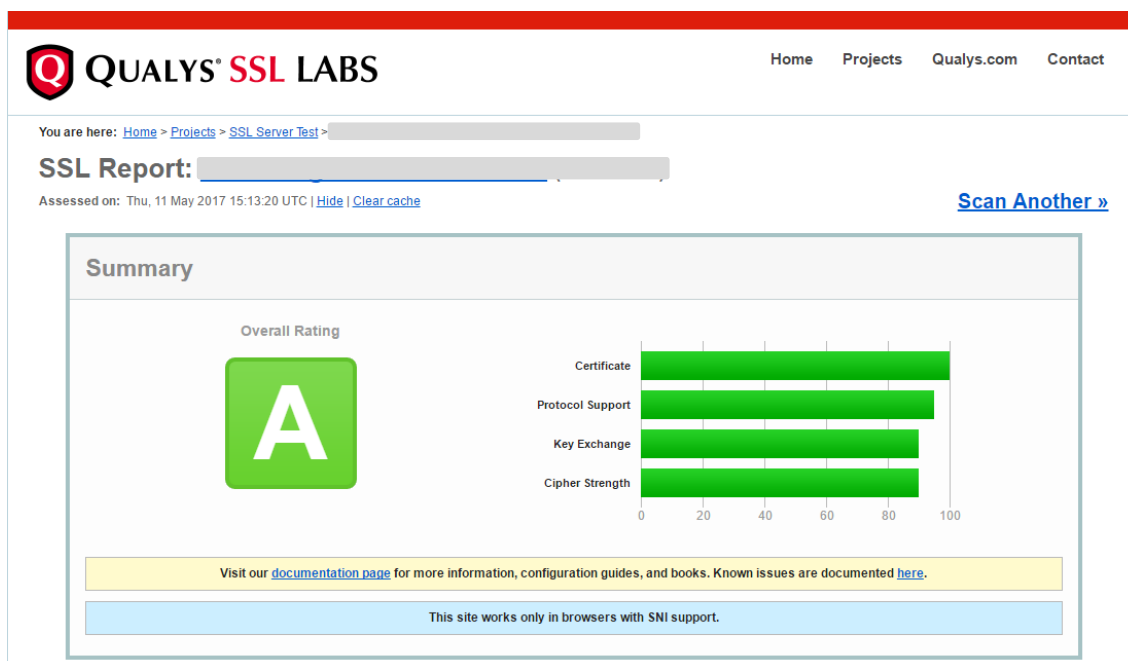 QUALYS® SSL LABS
Home Projects Qualys.com Contact
You are here: Home > Projects > SSL Server Test >
SSL Report:
Assessed on: Thu, 11 May 2017 15:13:20 UTC | Hide | Clear cache
Scan Another »
Summary
Overall Rating
A
Certificate
Protocol Support
Key Exchange
Cipher Strength
0 20 40 60 80 100
Visit our documentation page for more information, configuration guides, and books. Known issues are documented here.
This site works only in browsers with SNI support.